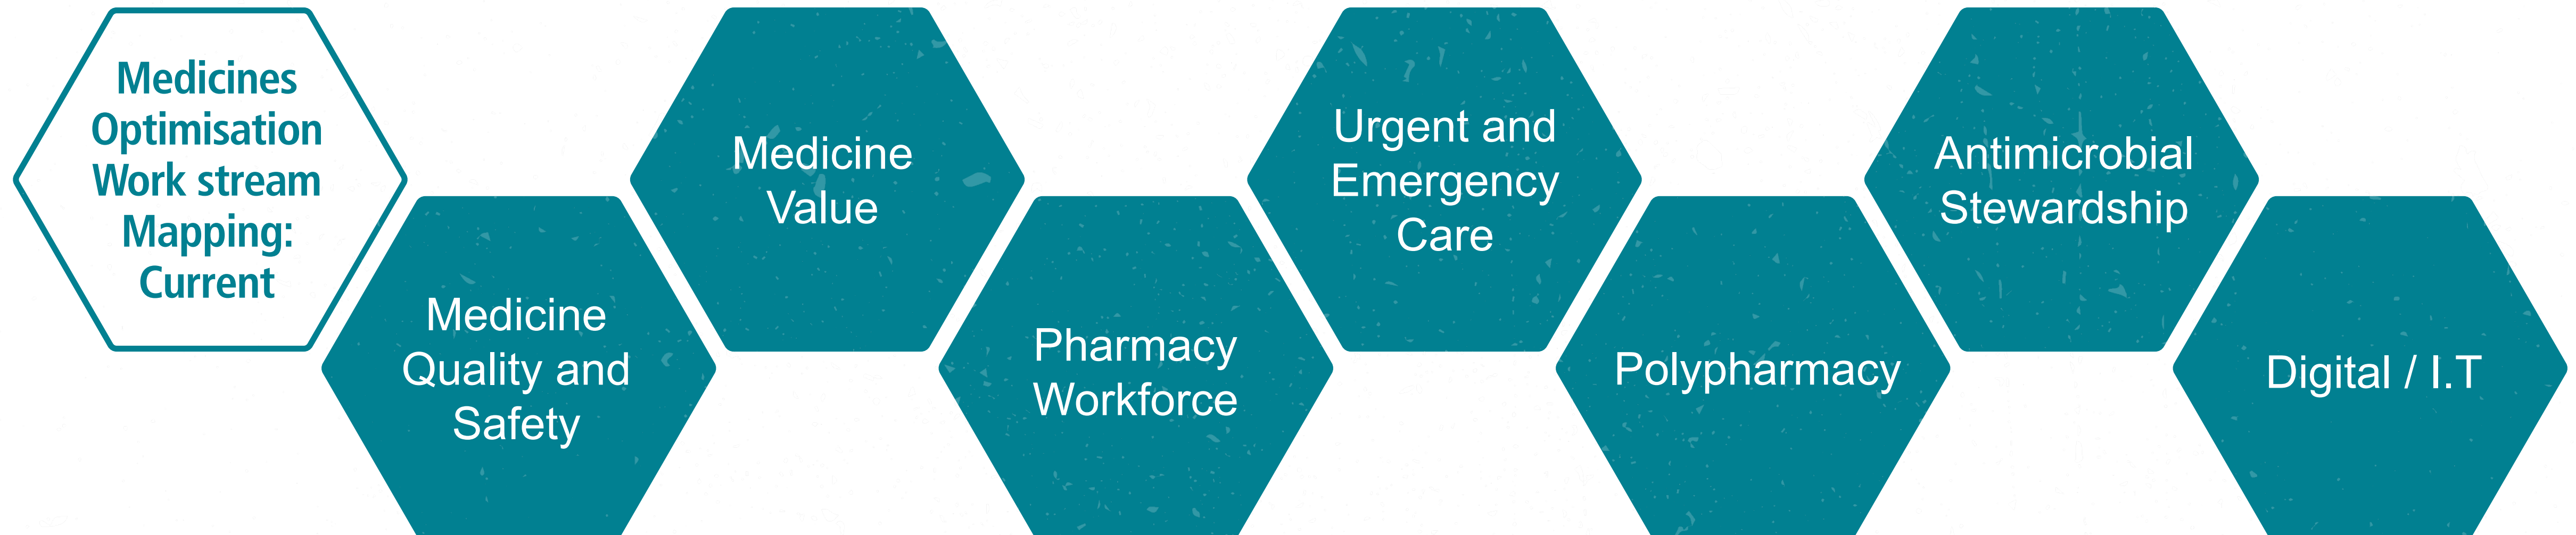 Medicines
Optimisation
Work stream
Mapping:
Current
Medicine
Quality and
Safety
Medicine
Value
Pharmacy
Workforce
Urgent and
Emergency
Care
Polypharmacy
Antimicrobial
Stewardship
Digital / I.T